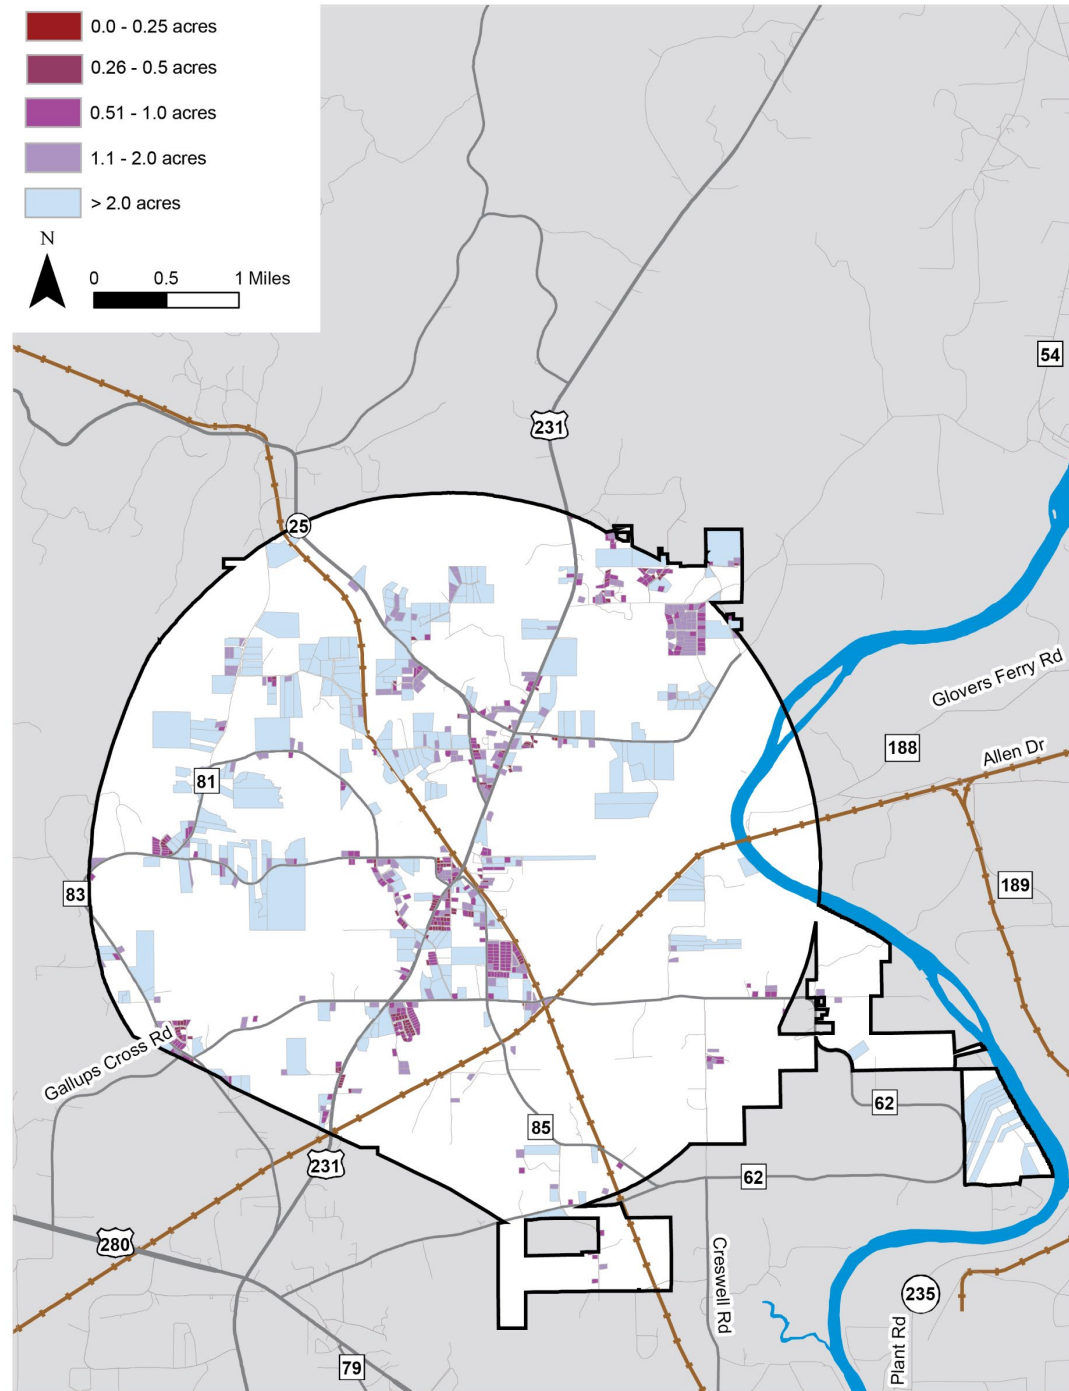 0.0 - 0.25 acres
0.26 - 0.5 acres
0.51 - 1.0 acres
1.1 - 2.0 acres
> 2.0 acres
N
0 0.5 1 Miles
54
231
25
Glovers Ferry Rd
188
Allen Dr
81
189
83
Gallups Cross Rd
62
85
231
62
280
Creswell Rd
235
Plant Rd
79